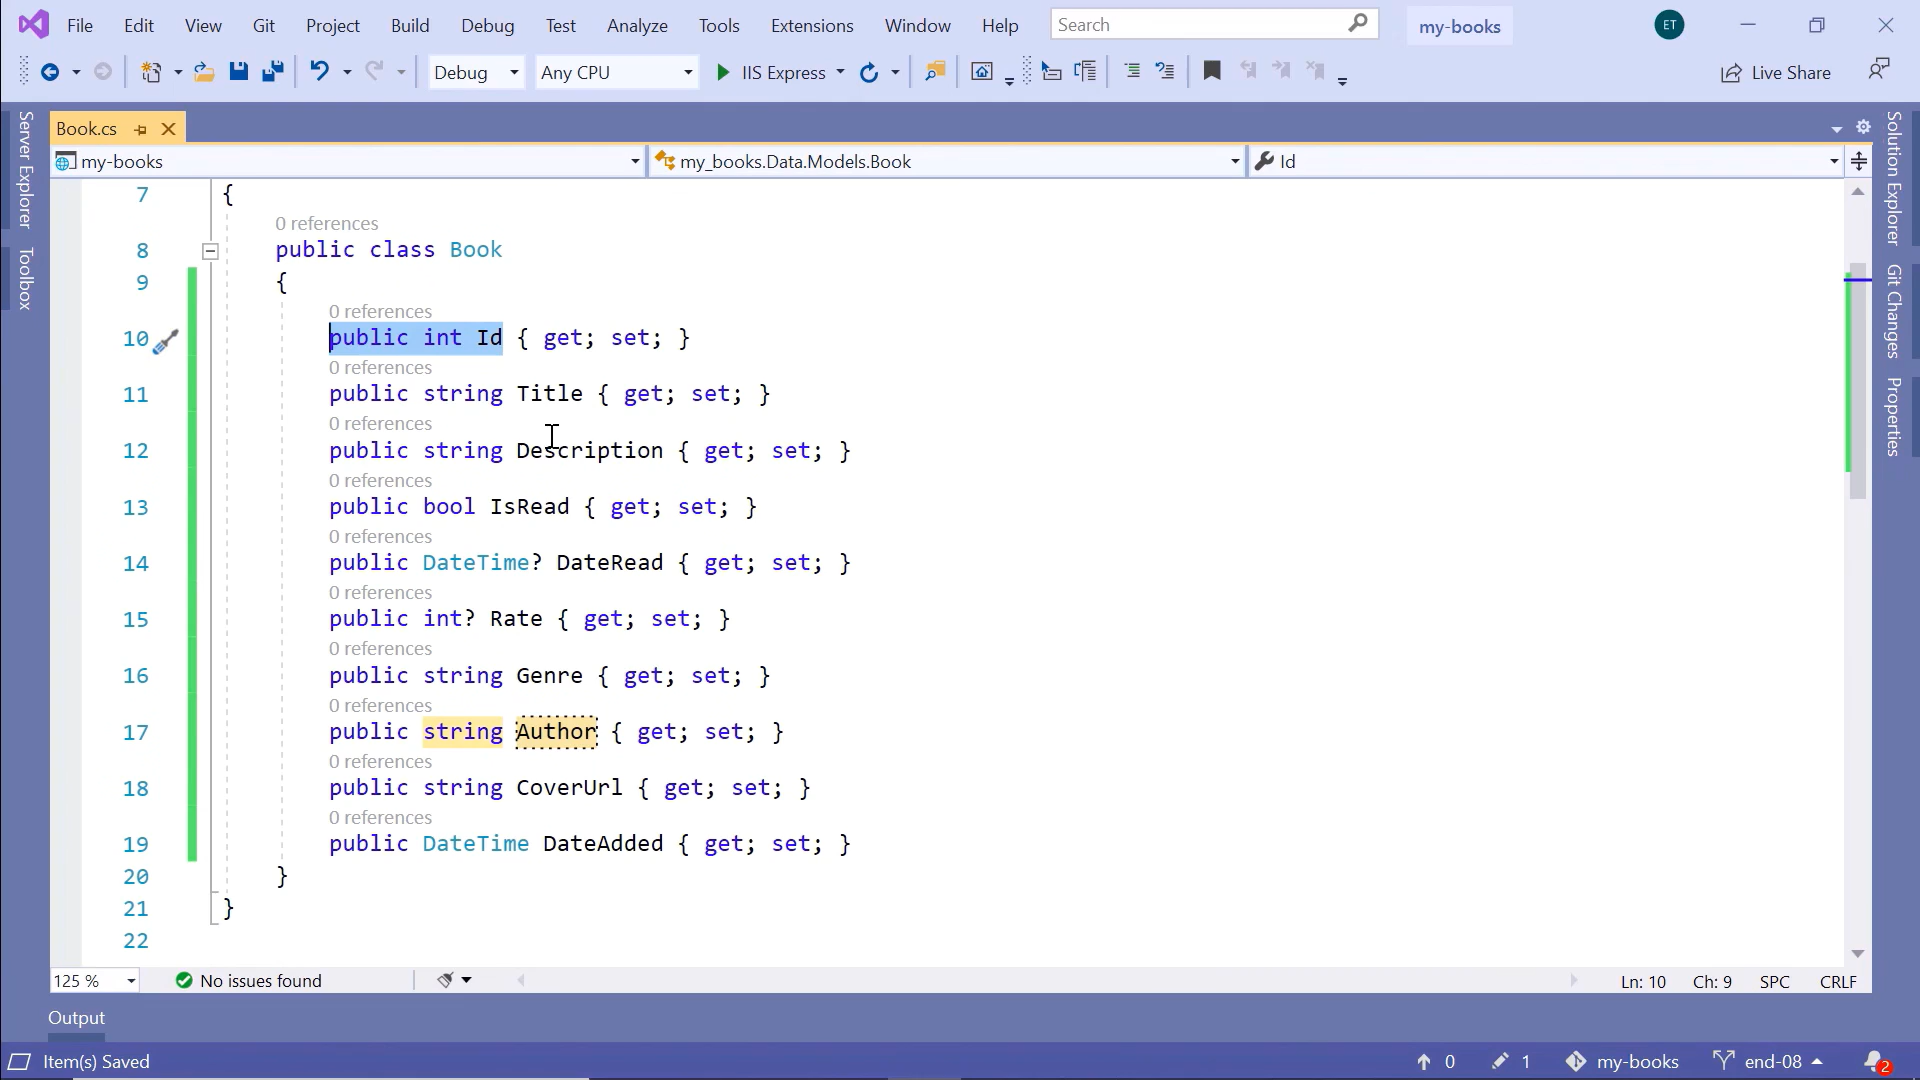 File Edit View Git Project Build Debug Test Analyze Tools Extensions Window Help Search my-books ET
Debug Any CPU IIS Express Live Share
Server Explorer
Toolbox
Book.cs
my-books my_books.Data.Models.Book Id
7 {
0 references
8 public class Book
9 {
0 references
10 public int Id { get; set; }
0 references
11 public string Title { get; set; }
0 references
12 public string Description { get; set; }
0 references
13 public bool IsRead { get; set; }
0 references
14 public DateTime? DateRead { get; set; }
0 references
15 public int? Rate { get; set; }
0 references
16 public string Genre { get; set; }
0 references
17 public string Author { get; set; }
0 references
18 public string CoverUrl { get; set; }
0 references
19 public DateTime DateAdded { get; set; }
20 }
21 }
22
Solution Explorer
Git Changes
Properties
125 % No issues found Ln: 10 Ch: 9 SPC CRLF
Output
Item(s) Saved 0 1 my-books end-08 2